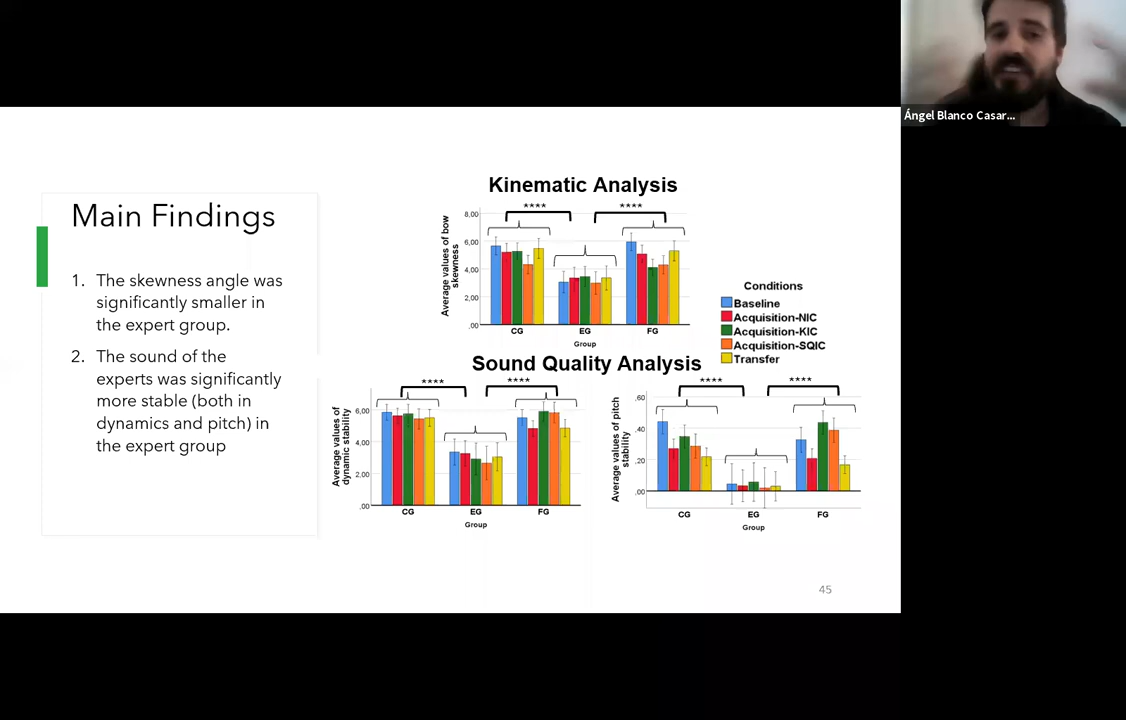 Ángel Blanco Casar...
Main Findings
1. The skewness angle was
significantly smaller in
the expert group.
2. The sound of the
experts was significantly
more stable (both in
dynamics and pitch) in
the expert group
Kinematic Analysis
Average values of bow
skewness
8,00
6,00
4,00
2,00
,00
****
****
CG
EG
FG
Group
Conditions
Baseline
Acquisition-NIC
Acquisition-KIC
Acquisition-SQIC
Transfer
Sound Quality Analysis
Average values of
dynamic stability
6,00
4,00
2,00
,00
****
****
CG
EG
FG
Group
Average values of pitch
stability
,60
,40
,20
,00
****
****
CG
EG
FG
Group
45